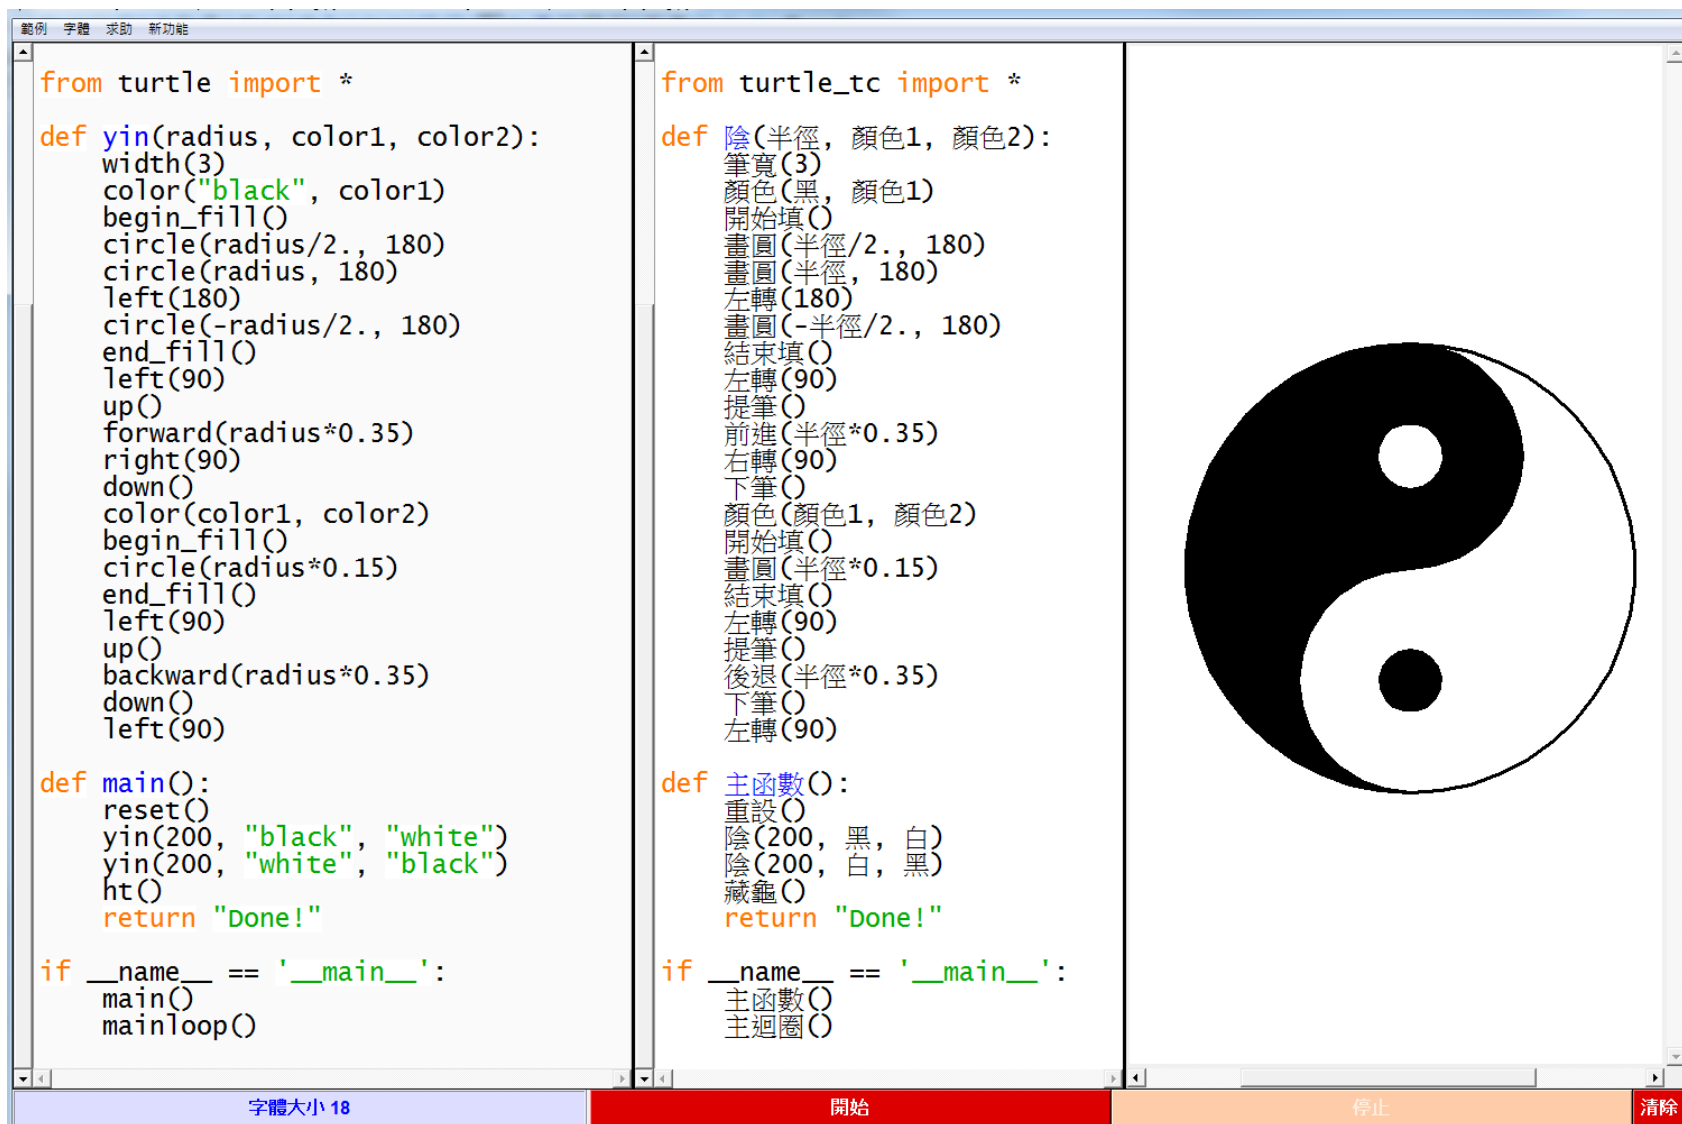 範例 字體 求助 新功能
from turtle import *
def yin(radius, color1, color2):
    width(3)
    color("black", color1)
    begin_fill()
    circle(radius/2., 180)
    circle(radius, 180)
    left(180)
    circle(-radius/2., 180)
    end_fill()
    left(90)
    up()
    forward(radius*0.35)
    right(90)
    down()
    color(color1, color2)
    begin_fill()
    circle(radius*0.15)
    end_fill()
    left(90)
    up()
    backward(radius*0.35)
    down()
    left(90)
def main():
    reset()
    yin(200, "black", "white")
    yin(200, "white", "black")
    ht()
    return "Done!"
if __name__ == '__main__':
    main()
    mainloop()
from turtle_tc import *
def 陰(半徑, 顏色1, 顏色2):
    筆寬(3)
    顏色(黑, 顏色1)
    開始填()
    畫圓(半徑/2., 180)
    畫圓(半徑, 180)
    左轉(180)
    畫圓(-半徑/2., 180)
    結束填()
    左轉(90)
    提筆()
    前進(半徑*0.35)
    右轉(90)
    下筆()
    顏色(顏色1, 顏色2)
    開始填()
    畫圓(半徑*0.15)
    結束填()
    左轉(90)
    提筆()
    後退(半徑*0.35)
    下筆()
    左轉(90)
def 主函數():
    重設()
    陰(200, 黑, 白)
    陰(200, 白, 黑)
    藏龜()
    return "Done!"
if __name__ == '__main__':
    主函數()
    主迴圈()
字體大小 18
開始
停止
清除